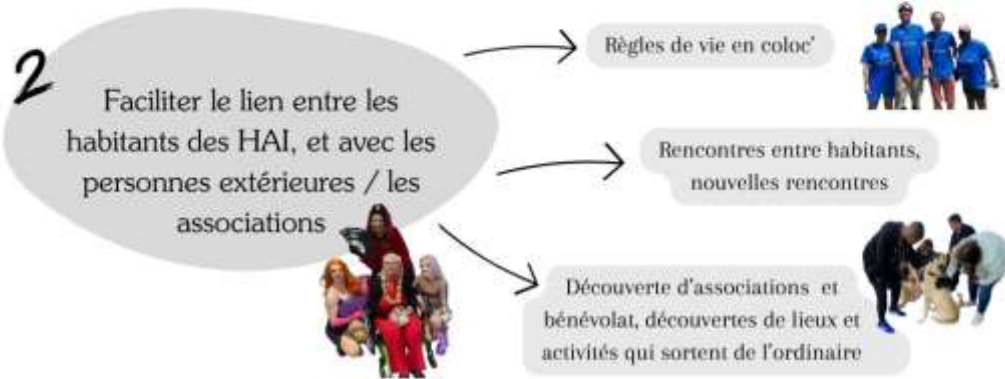 2
Faciliter le lien entre les
habitants des HAI, et avec les
personnes extérieures / les
associations
Règles de vie en coloc'
Rencontres entre habitants,
nouvelles rencontres
Découverte d'associations et
bénévolat, découvertes de lieux et
activités qui sortent de l'ordinaire